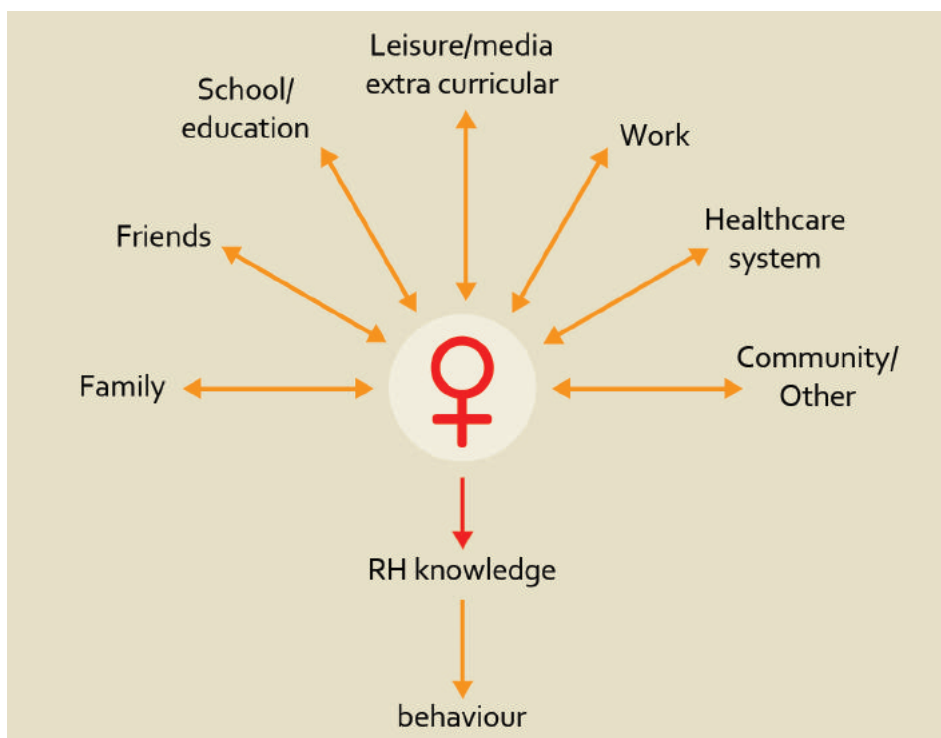 Leisure/media
extra curricular
School/
education
Work
Friends
Healthcare
system
Family
Community/
Other
RH knowledge
behaviour